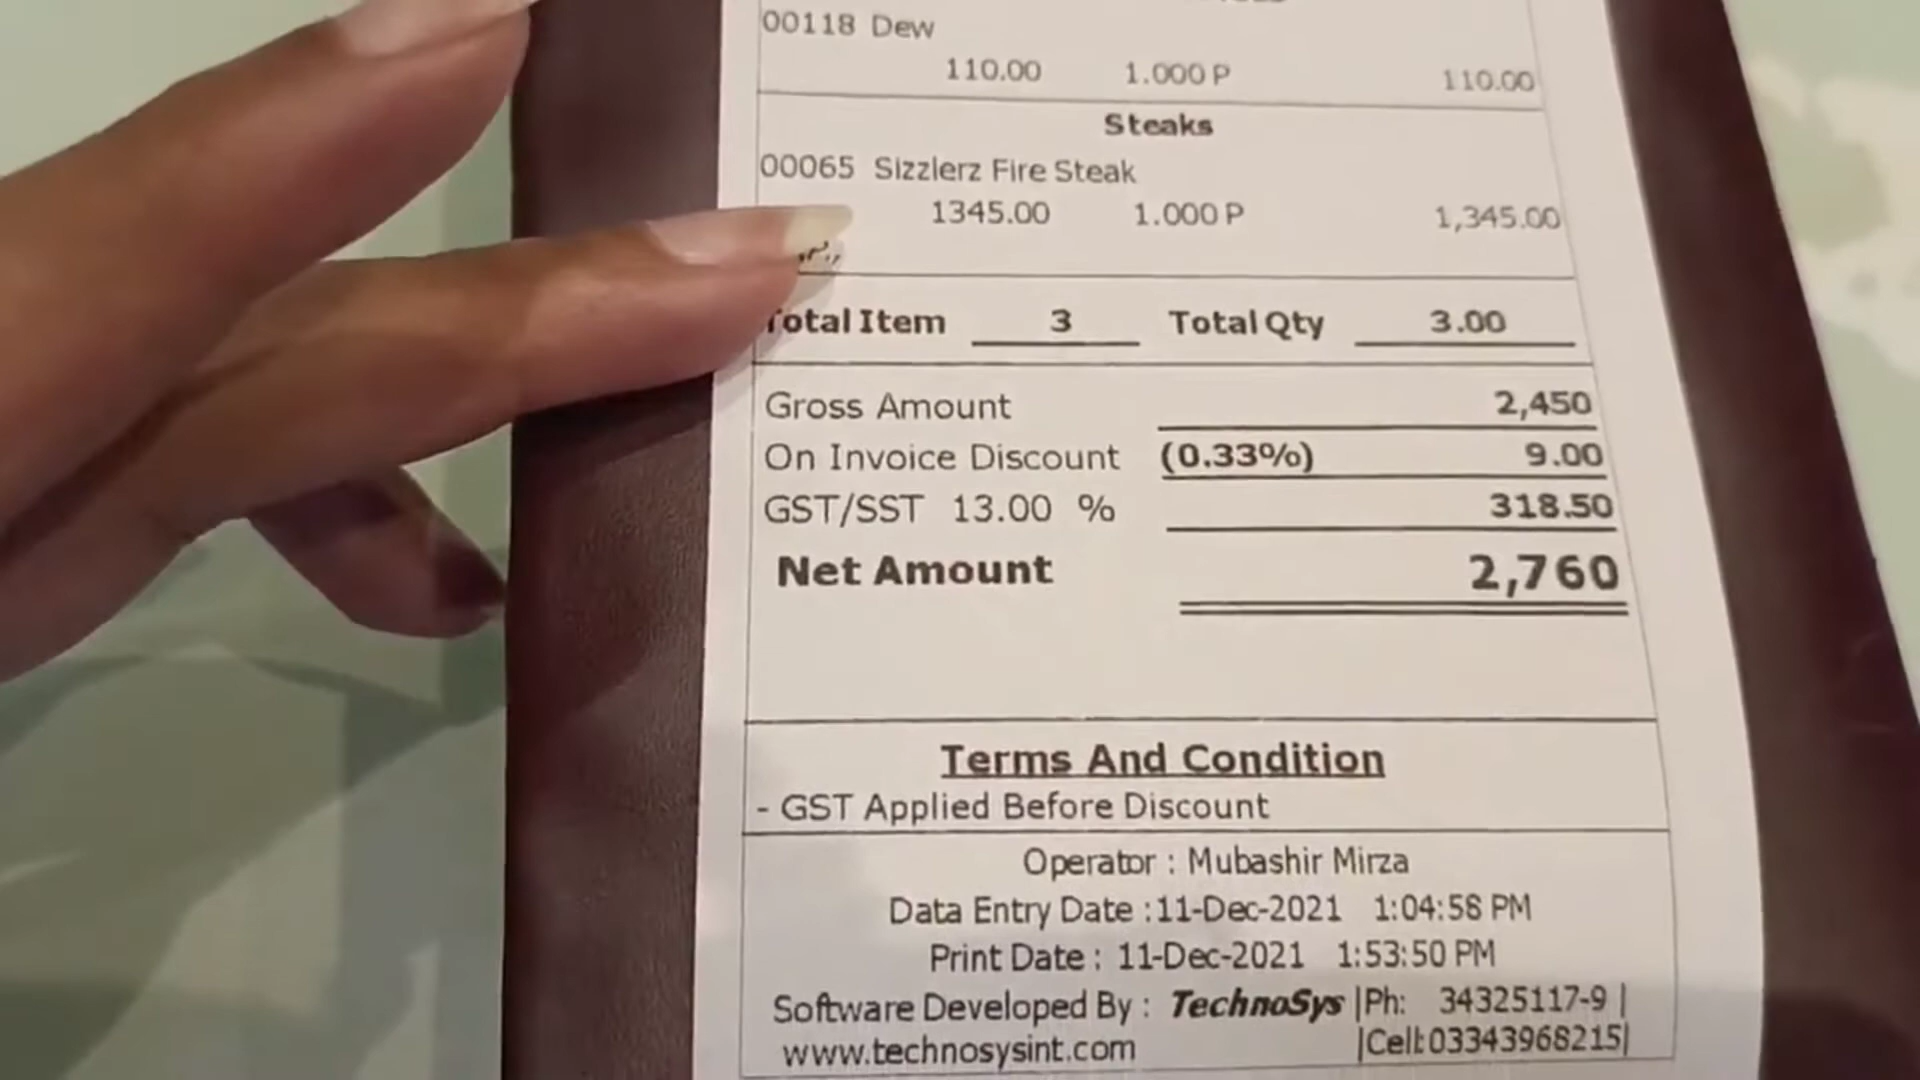 00118 Dew
110.00 1.000 P 110.00
Steaks
00065 Sizzlerz Fire Steak
1345.00 1.000 P 1,345.00
Total Item 3 Total Qty 3.00
Gross Amount 2,450
On Invoice Discount (0.33%) 9.00
GST/SST 13.00 % 318.50
Net Amount 2,760
Terms And Condition
- GST Applied Before Discount
Operator : Mubashir Mirza
Data Entry Date : 11-Dec-2021 1:04:58 PM
Print Date : 11-Dec-2021 1:53:50 PM
Software Developed By : TechnoSys |Ph: 34325117-9 |
www.technosysint.com |Cell:03343968215|